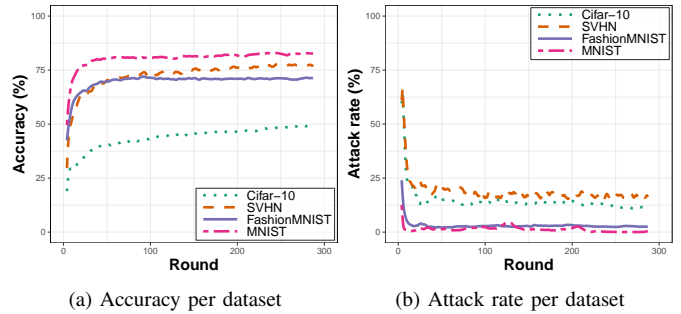 100
75
50
25
0
Accuracy (%)
Cifar−10
SVHN
FashionMNIST
MNIST
0
100
200
300
Round
(a) Accuracy per dataset
100
75
50
25
0
Attack rate (%)
Cifar−10
SVHN
FashionMNIST
MNIST
0
100
200
300
Round
(b) Attack rate per dataset